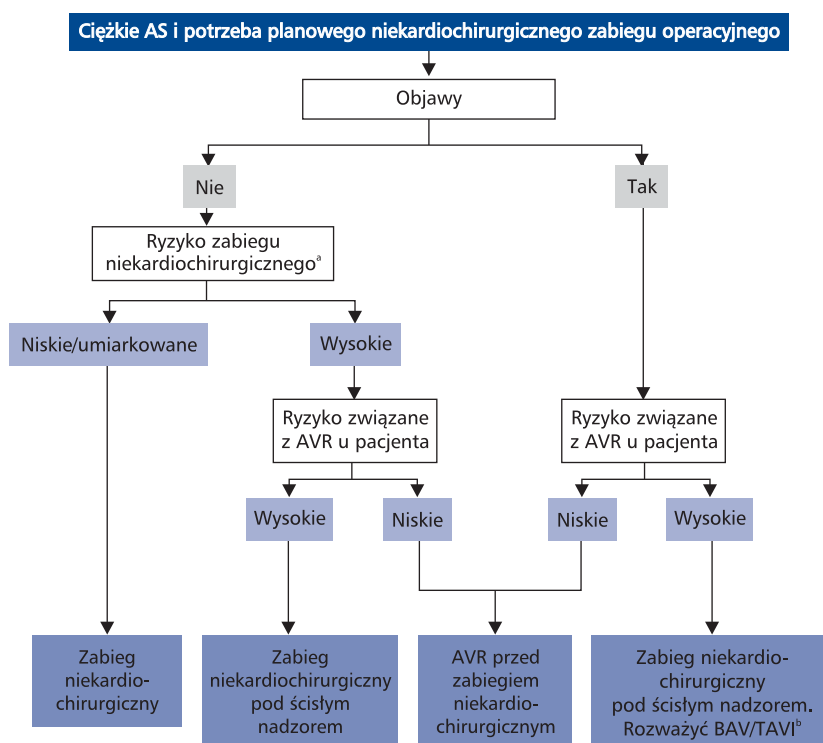 Ciężkie AS i potrzeba planowego niekardiochirurgicznego zabiegu operacyjnego
Objawy
Nie
Tak
Ryzyko zabiegu
niekardiochirurgicznegoᵃ
Niskie/umiarkowane
Wysokie
Ryzyko związane
z AVR u pacjenta
Ryzyko związane
z AVR u pacjenta
Wysokie
Niskie
Niskie
Wysokie
Zabieg
niekardio-
chirurgiczny
Zabieg
niekardiochirurgiczny
pod ścisłym
nadzorem
AVR przed
zabiegiem
niekardio-
chirurgicznym
Zabieg niekardio-
chirurgiczny
pod ścisłym nadzorem.
Rozważyć BAV/TAVIᵇ